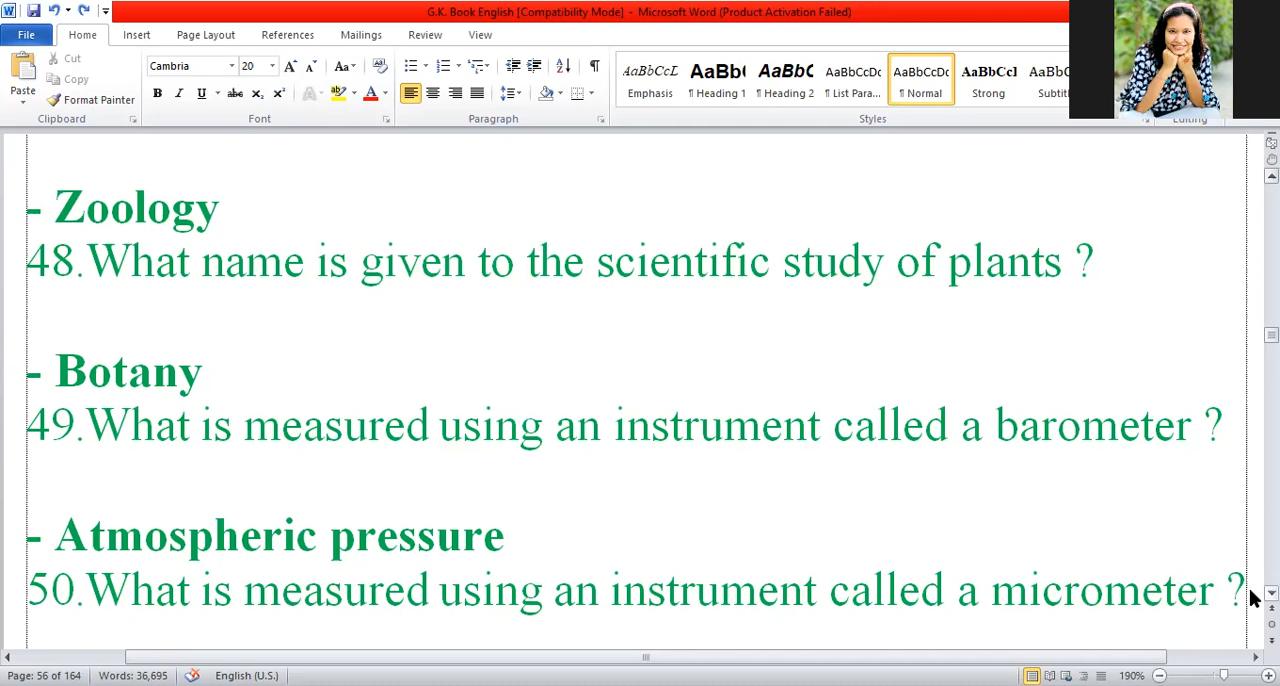 G.K. Book English [Compatibility Mode] - Microsoft Word (Product Activation Failed)
File Home Insert Page Layout References Mailings Review View
Paste
Cut
Copy
Format Painter
Clipboard
Cambria 20
Font
Paragraph
AaBbCcL AaBbC AaBbC AaBbCcDc AaBbCcDc AaBbCcI AaBb
Emphasis ¶ Heading 1 ¶ Heading 2 ¶ List Para... ¶ Normal Strong Subtitl
Styles
Editing
- Zoology
48.What name is given to the scientific study of plants ?
- Botany
49.What is measured using an instrument called a barometer ?
- Atmospheric pressure
50.What is measured using an instrument called a micrometer ?
Page: 56 of 164 Words: 36,695 English (U.S.) 190%